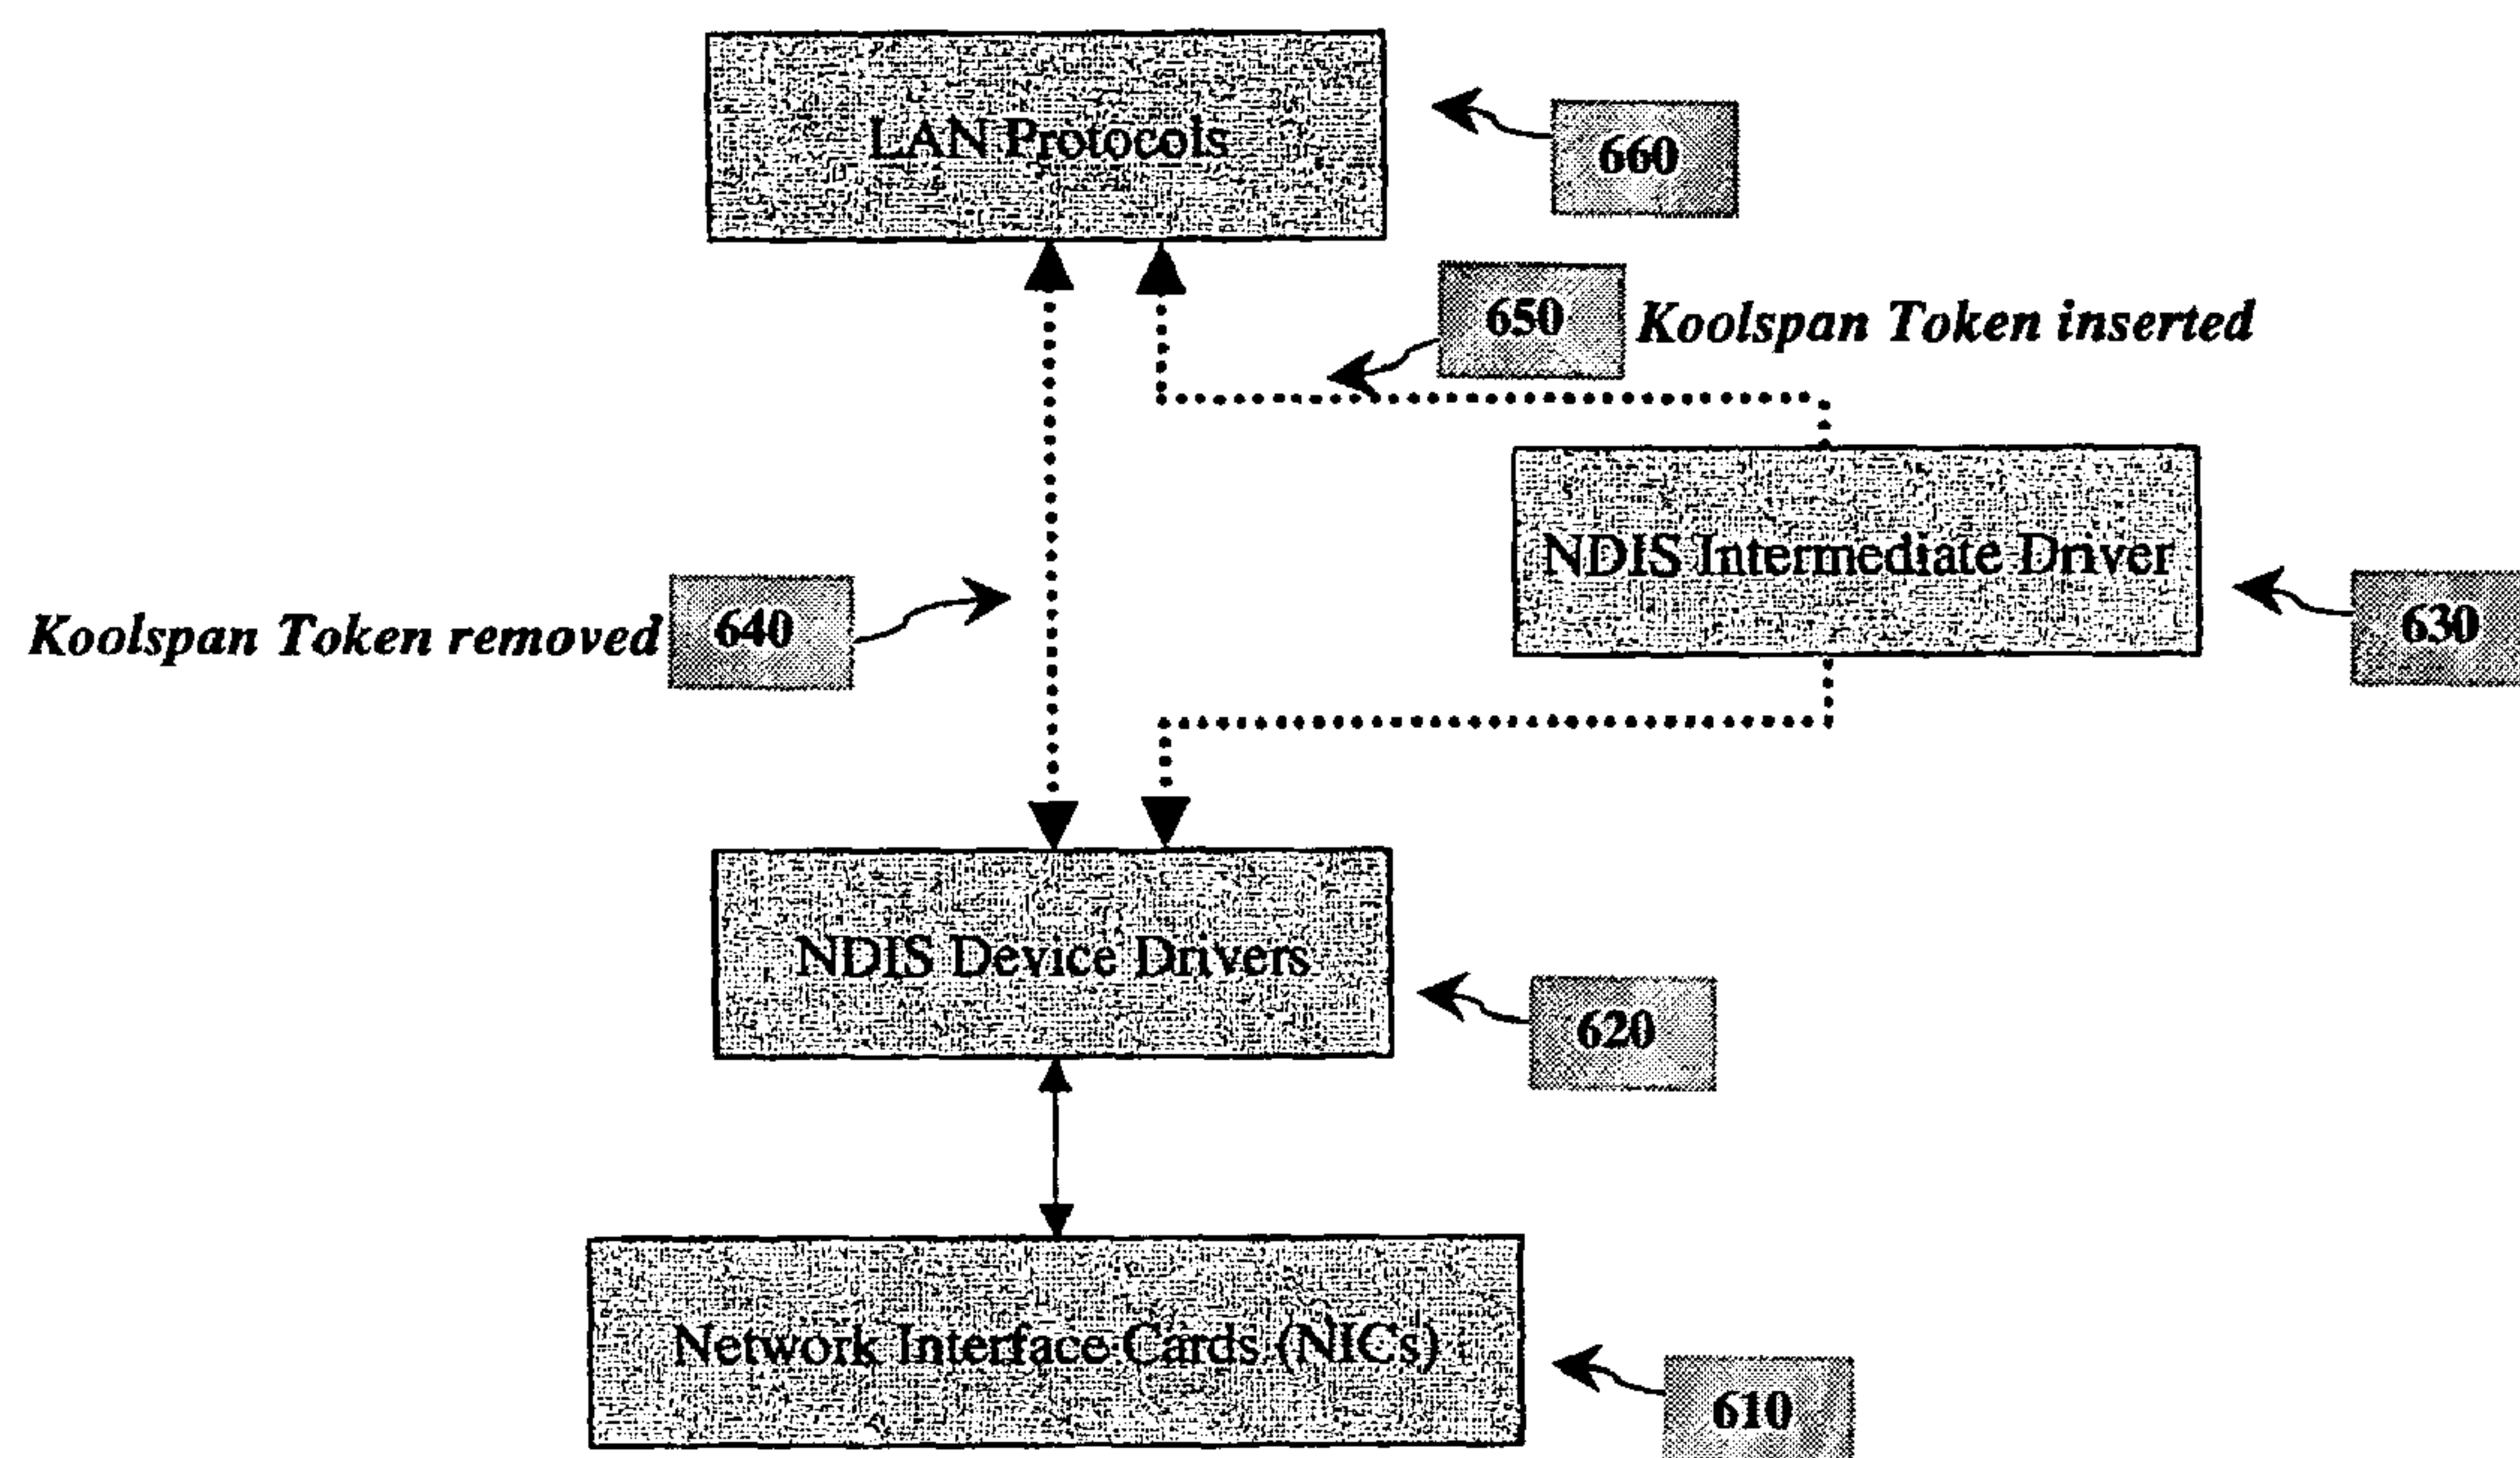 LAN Protocols
660
650 Koolspan Token inserted
NDIS Intermediate Driver
630
Koolspan Token removed 640
NDIS Device Drivers
620
Network Interface Cards (NICs)
610